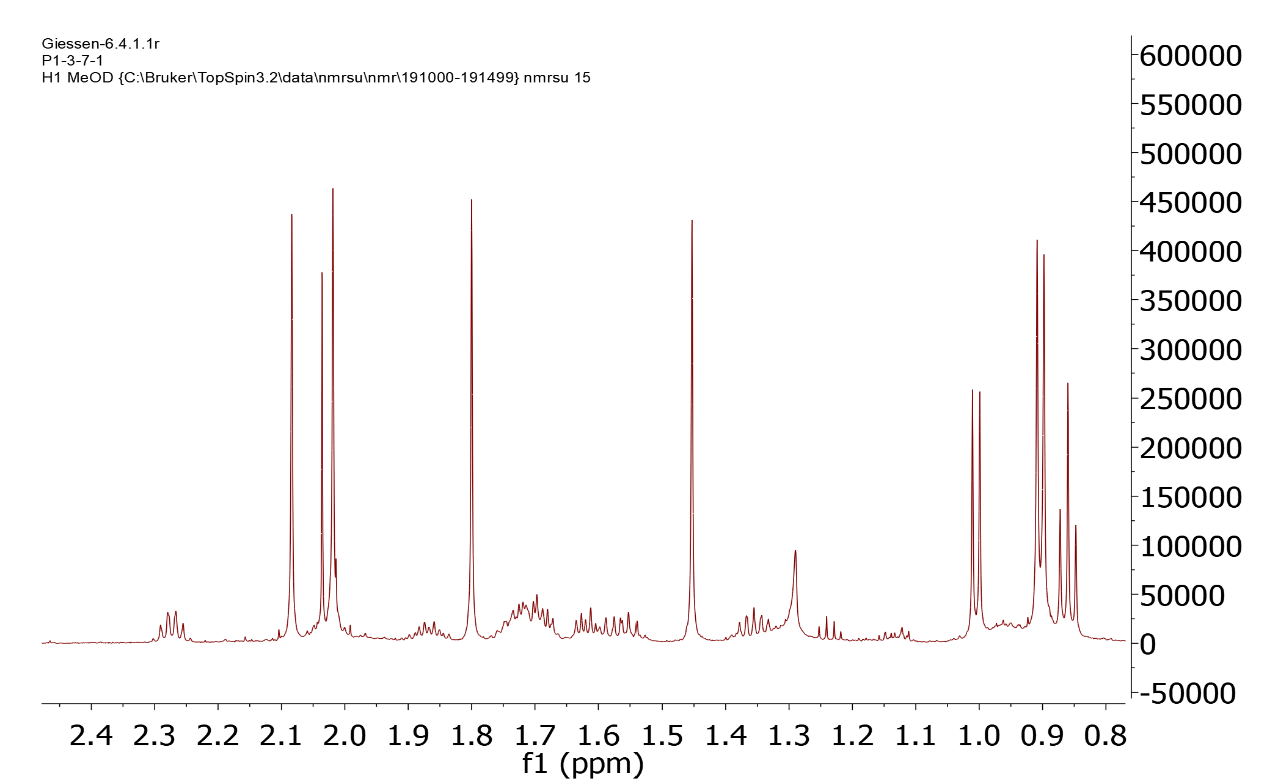 Giessen-6.4.1.1r
P1-3-7-1
H1 MeOD {C:\Bruker\TopSpin3.2\data\nmrsu\nmr\191000-191499} nmrsu 15
600000
550000
500000
450000
400000
350000
300000
250000
200000
150000
100000
50000
0
-50000
2.4 2.3 2.2 2.1 2.0 1.9 1.8 1.7 1.6 1.5 1.4 1.3 1.2 1.1 1.0 0.9 0.8
f1 (ppm)